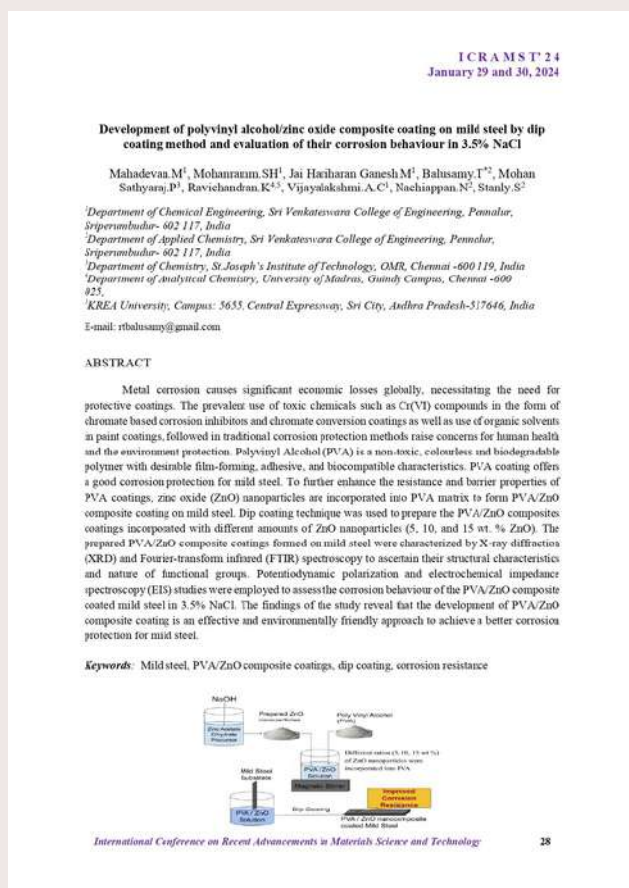 I C R A M S T' 2 4
January 29 and 30, 2024
Development of polyvinyl alcohol/zinc oxide composite coating on mild steel by dip
coating method and evaluation of their corrosion behaviour in 3.5% NaCl
Mahadevan.M¹, Mohanraam.SH¹, Jai Hariharan Ganesh.M¹, Balusamy.T*², Mohan
Sathyaraj.P³, Ravichandran.K⁴,⁵, Vijayalakshmi.A.C¹, Nachiappan.N², Stanly.S²
¹Department of Chemical Engineering, Sri Venkateswara College of Engineering, Pennalur,
Sriperumbudur- 602 117, India
²Department of Applied Chemistry, Sri Venkateswara College of Engineering, Pennalur,
Sriperumbudur- 602 117, India
³Department of Chemistry, St.Joseph's Institute of Technology, OMR, Chennai -600 119, India
⁴Department of Analytical Chemistry, University of Madras, Guindy Campus, Chennai -600
025,
⁵KREA University, Campus: 5655, Central Expressway, Sri City, Andhra Pradesh-517646, India
E-mail: rtbalusamy@gmail.com
ABSTRACT
Metal corrosion causes significant economic losses globally, necessitating the need for
protective coatings. The prevalent use of toxic chemicals such as Cr(VI) compounds in the form of
chromate based corrosion inhibitors and chromate conversion coatings as well as use of organic solvents
in paint coatings, followed in traditional corrosion protection methods raise concerns for human health
and the environment protection. Polyvinyl Alcohol (PVA) is a non-toxic, colourless and biodegradable
polymer with desirable film-forming, adhesive, and biocompatible characteristics. PVA coating offers
a good corrosion protection for mild steel. To further enhance the resistance and barrier properties of
PVA coatings, zinc oxide (ZnO) nanoparticles are incorporated into PVA matrix to form PVA/ZnO
composite coating on mild steel. Dip coating technique was used to prepare the PVA/ZnO composites
coatings incorporated with different amounts of ZnO nanoparticles (5, 10, and 15 wt. % ZnO). The
prepared PVA/ZnO composite coatings formed on mild steel were characterized by X-ray diffraction
(XRD) and Fourier-transform infrared (FTIR) spectroscopy to ascertain their structural characteristics
and nature of functional groups. Potentiodynamic polarization and electrochemical impedance
spectroscopy (EIS) studies were employed to assess the corrosion behaviour of the PVA/ZnO composite
coated mild steel in 3.5% NaCl. The findings of the study reveal that the development of PVA/ZnO
composite coating is an effective and environmentally friendly approach to achieve a better corrosion
protection for mild steel.
Keywords: Mild steel, PVA/ZnO composite coatings, dip coating, corrosion resistance
NaOH
Prepared ZnO
Poly Vinyl Alcohol
(PVA)
Zinc Acetate
Dihydrate
Precursor
Different ratios (5, 10, 15 wt %)
of ZnO nanoparticles were
incorporated into PVA
PVA / ZnO
Solution
Magnetic Stirrer
Mild Steel
Substrate
Improved
Corrosion
Resistance
PVA / ZnO
Solution
Dip Coating
PVA / ZnO nanocomposite
coated Mild Steel
International Conference on Recent Advancements in Materials Science and Technology
28